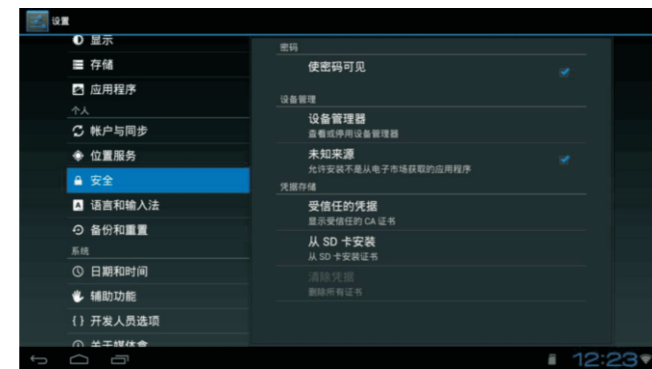 设置
显示
存储
应用程序
个人
帐户与同步
位置服务
安全
语言和输入法
备份和重置
系统
日期和时间
辅助功能
{ } 开发人员选项
关于媒体盒
密码
使密码可见
设备管理
设备管理器
查看或停用设备管理器
未知来源
允许安装不是从电子市场获取的应用程序
凭据存储
受信任的凭据
显示受信任的 CA 证书
从 SD 卡安装
从 SD 卡安装证书
清除凭据
删除所有证书
12:23